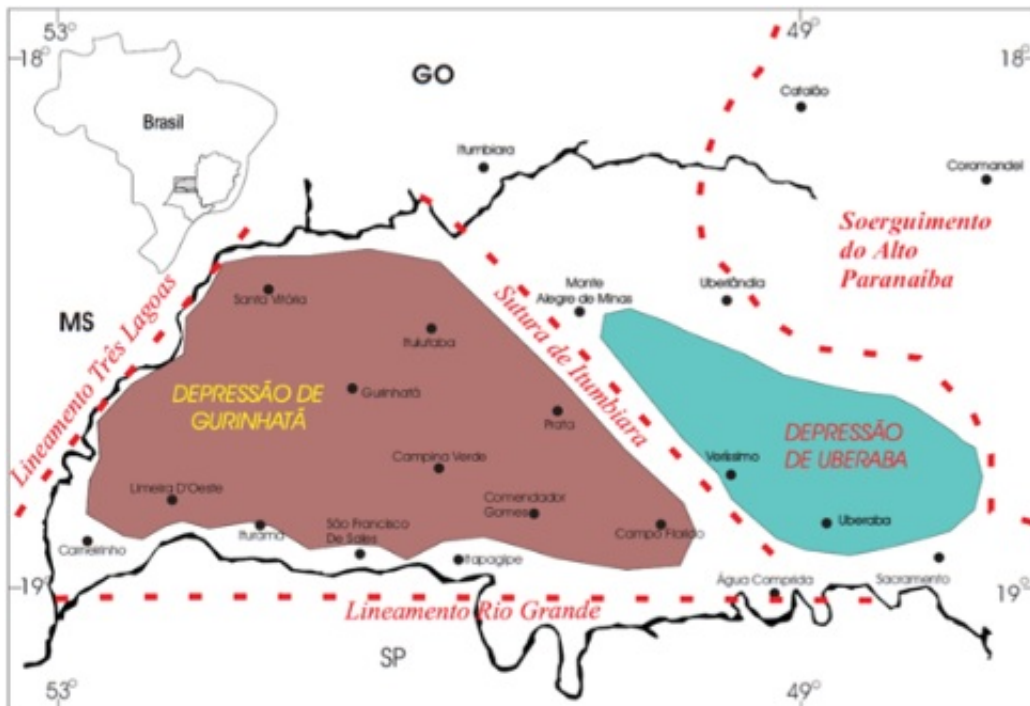 53°
49°
18°
18°
GO
Catalão
Brasil
Itumbiara
Coromandel
Soerguimento
do Alto
Paranaíba
MS
Lineamento Três Lagoas
Santa Vitória
Monte
Alegre de Minas
Uberlândia
Sutura de Itumbiara
Ituiutaba
DEPRESSÃO DE
GURINHATÃ
Gurinhatã
Prata
DEPRESSÃO
DE UBERABA
Campina Verde
Veríssimo
Limeira D'Oeste
Comendador
Gomes
Carneirinho
Iturama
São Francisco
De Sales
Itapagipe
Campo Florido
Uberaba
Água Comprida
Sacramento
19°
19°
Lineamento Rio Grande
SP
53°
49°